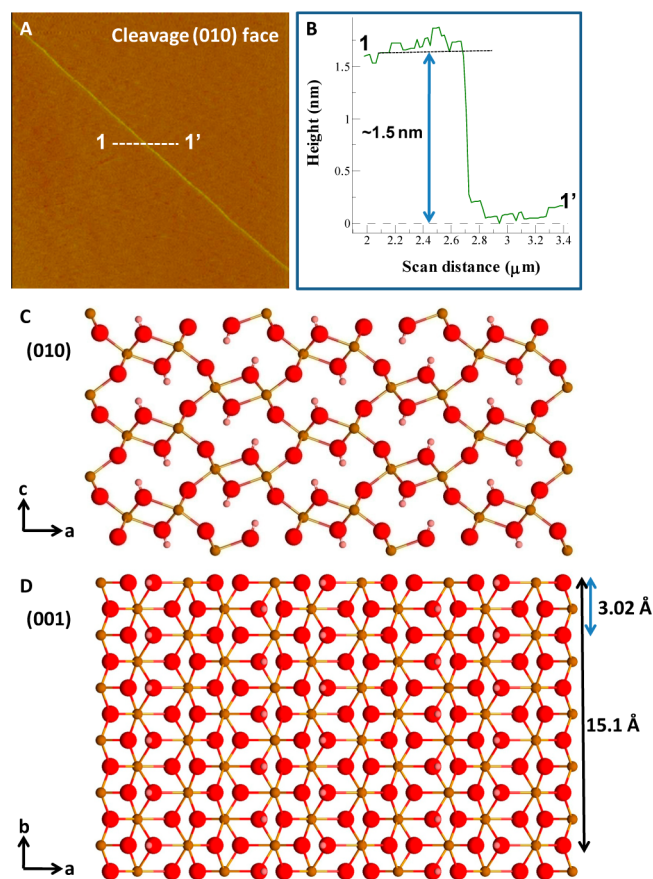 A
Cleavage (010) face
1
1’
B
1
1.5
1
0.5
0
~1.5 nm
1’
2 2.2 2.4 2.6 2.8 3 3.2 3.4
Height (nm)
Scan distance (μm)
C
(010)
c
a
D
(001)
3.02 Å
15.1 Å
b
a